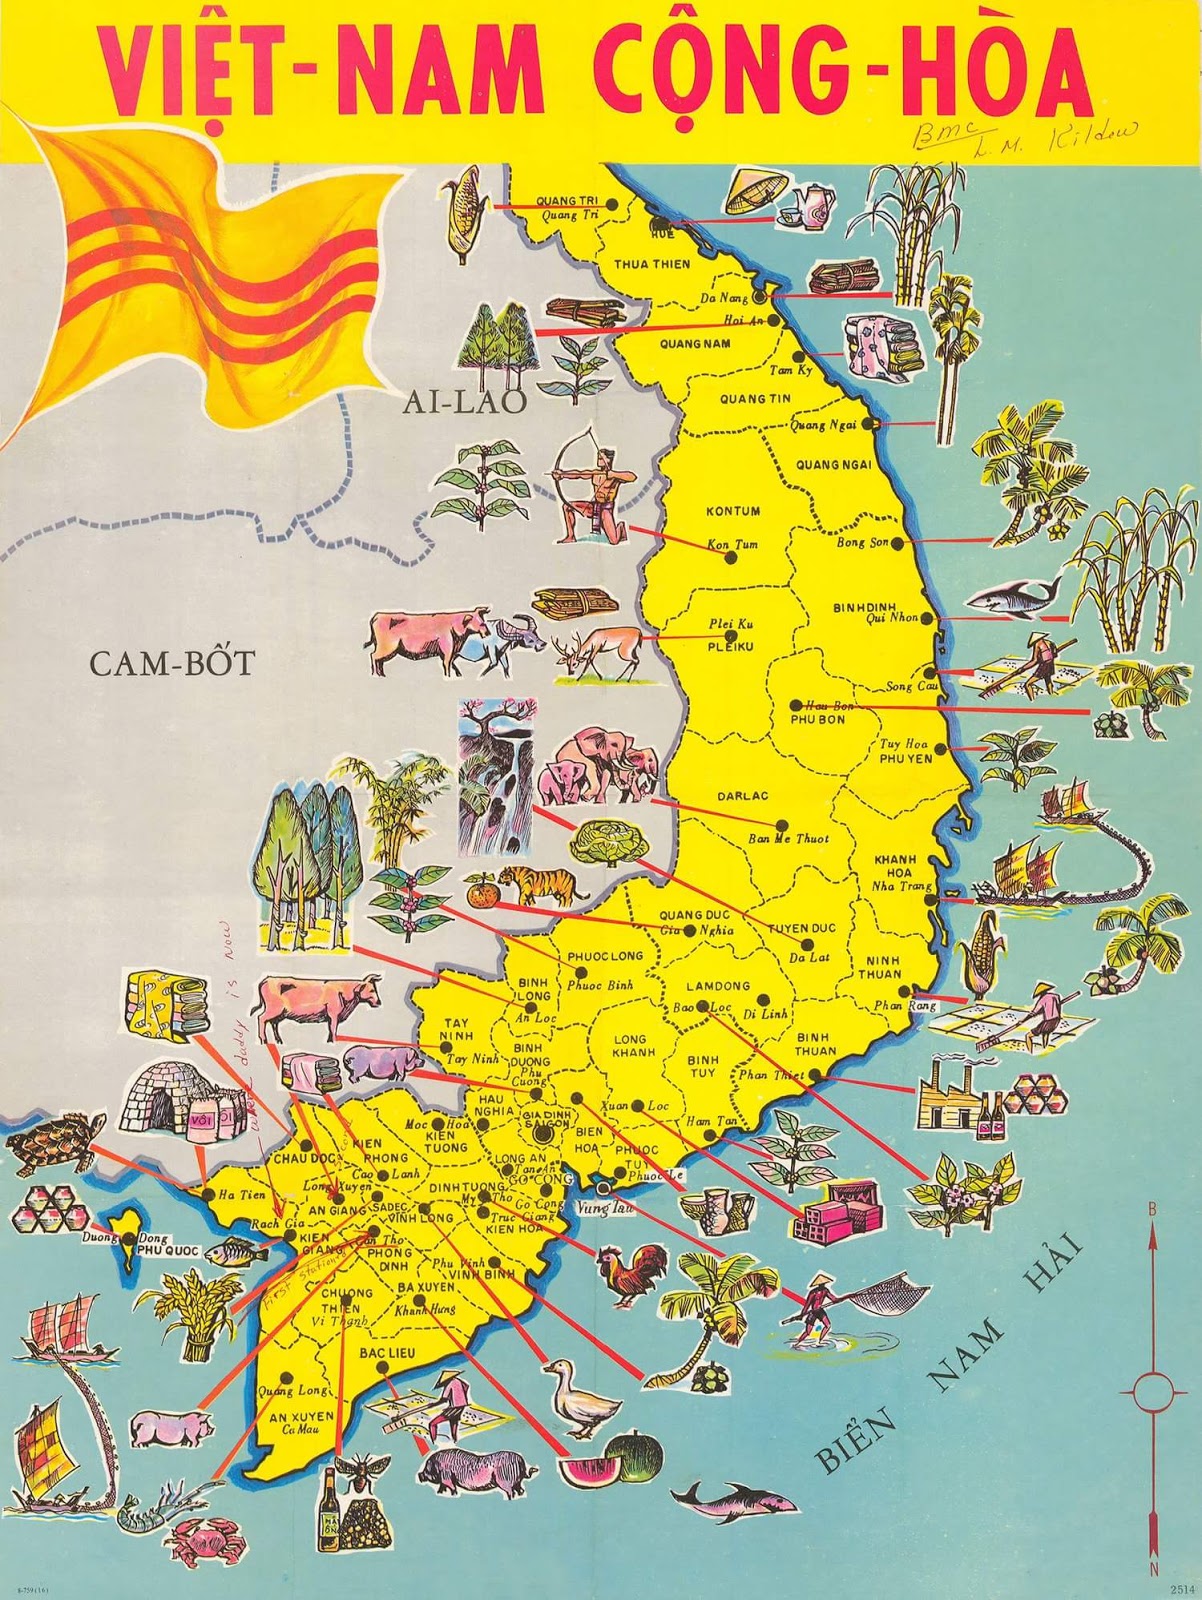 VIỆT-NAM CỘNG-HÒA
BMC
L. M. Kildow
QUANG TRI
Quang Tri
HUE
THUA THIEN
Da Nang
Hoi An
QUANG NAM
Tam Ky
AI-LAO
QUANG TIN
Quang Ngai
QUANG NGAI
KONTUM
Kon Tum
Bong Son
BINH DINH
Qui Nhon
Plei Ku
PLEIKU
CAM-BỐT
Song Cau
Hau Bon
PHU BON
Tuy Hoa
PHU YEN
DARLAC
Ban Me Thuot
KHANH
HOA
Nha Trang
QUANG DUC
Gia Nghia
TUYEN DUC
Da Lat
PHUOC LONG
Phuoc Binh
NINH
THUAN
Phan Rang
BINH
LONG
An Loc
LAMDONG
Bao Loc
Di Linh
TAY
NINH
Tay Ninh
BINH
DUONG
Phu
Cuong
LONG
KHANH
BINH
TUY
BINH
THUAN
Phan Thiet
Xuan Loc
Ham Tan
HAU
NGHIA
GIA DINH
SAIGON
BIEN
HOA
PHUOC
TUY
Phuoc Le
Vung Tau
Moc Hoa
KIEN
TUONG
LONG AN
Tan An
GO CONG
Go Cong
CHAU DOC
KIEN
PHONG
Cao Lanh
Long Xuyen
AN GIANG
SADEC
VINH LONG
DINH TUONG
My Tho
Truc Giang
KIEN HOA
Ha Tien
Rach Gia
KIEN
GIANG
Can Tho
PHONG
DINH
Phu Vinh
VINH BINH
Duong Dong
PHU QUOC
CHUONG
THIEN
Vi Thanh
BA XUYEN
Khanh Hung
BAC LIEU
Quang Long
AN XUYEN
Ca Mau
VÔI
where daddy is now
First station
BIỂN NAM HẢI
B
N
8-759(16)
2514